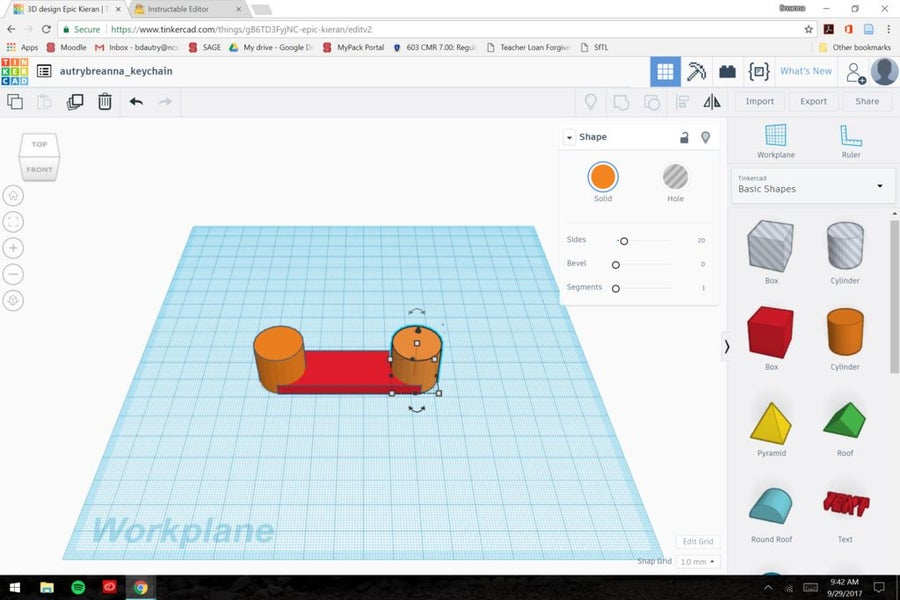 3D design Epic Kieran | T
Instructable Editor
Secure
https://www.tinkercad.com/things/g86TD3FyjNC-epic-kieran/editv2
Apps
Moodle
Inbox - bdautry@nc
SAGE
My drive - Google D
MyPack Portal
603 CMR 7.00: Regu
Teacher Loan Forgive
SfTL
Other bookmarks
TIN
KER
CAD
autrybreanna_keychain
What's New
Import
Export
Share
TOP
FRONT
Shape
Solid
Hole
Sides
20
Bevel
0
Segments
1
Workplane
Ruler
Tinkercad
Basic Shapes
Box
Cylinder
Box
Cylinder
Pyramid
Roof
TEXT
Round Roof
Text
Workplane
Edit Grid
Snap Grid
1.0 mm
9:42 AM
9/29/2017